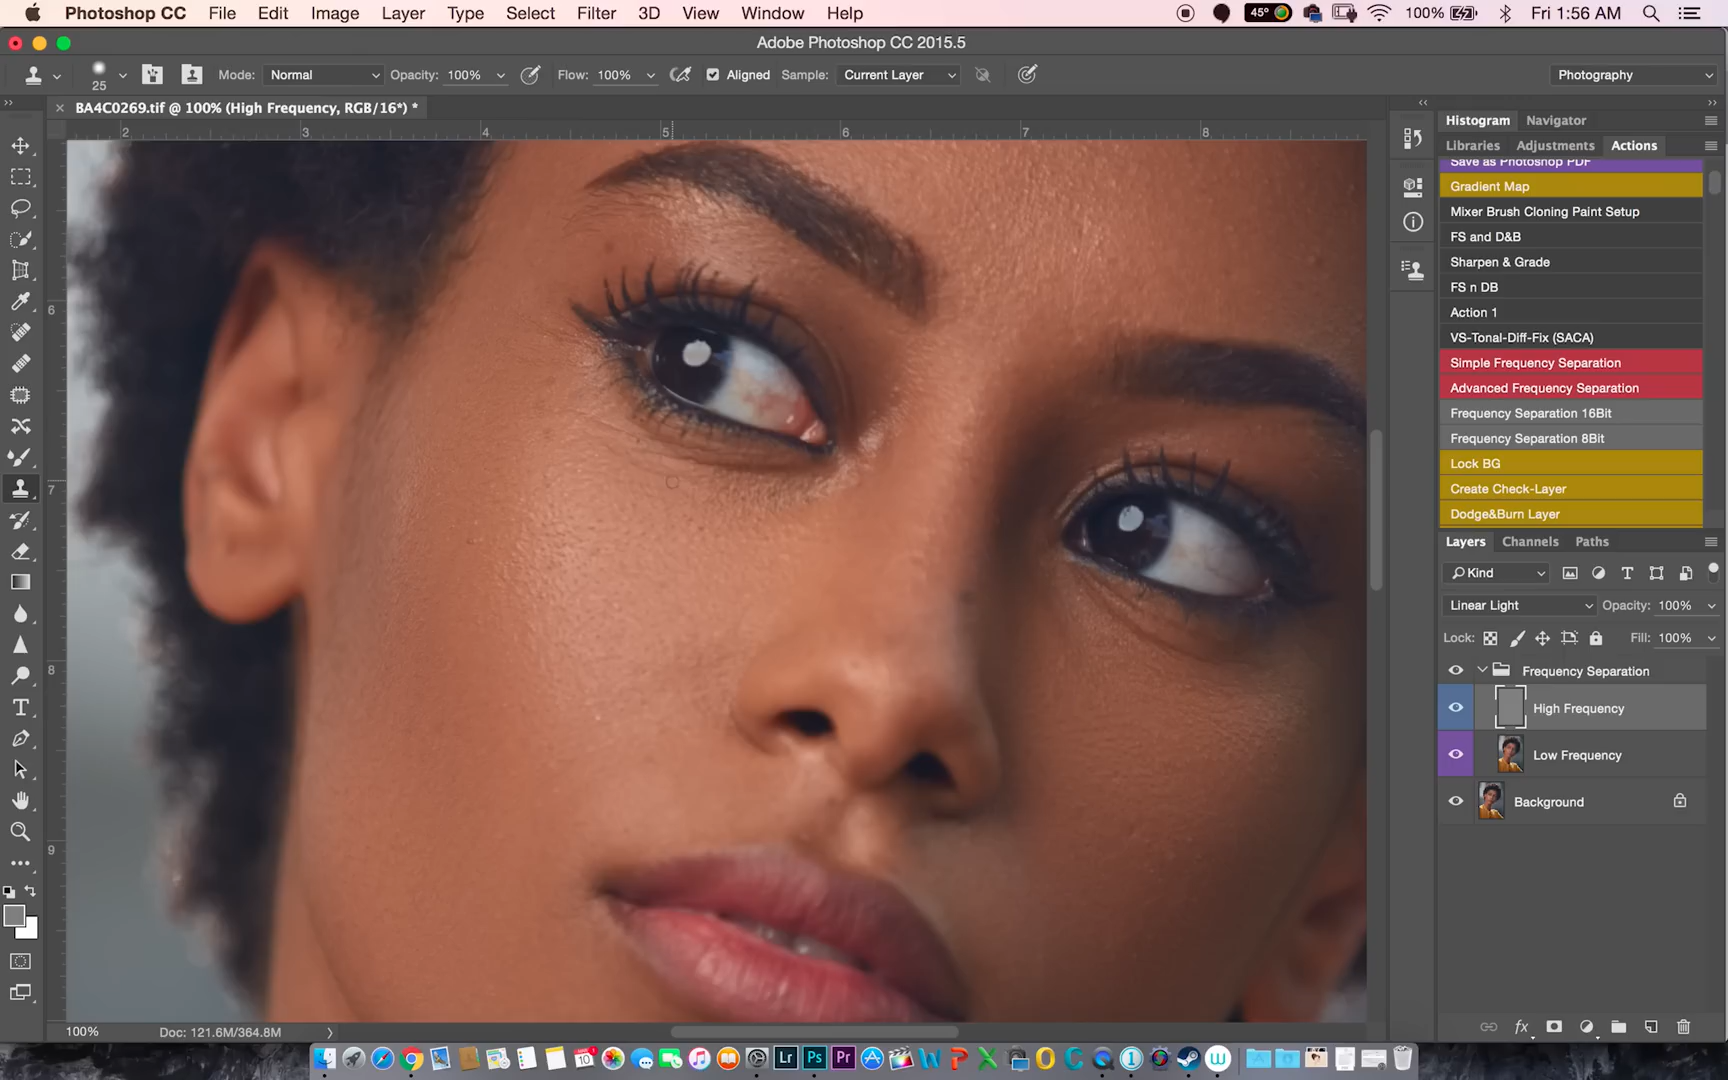 Photoshop CC File Edit Image Layer Type Select Filter 3D View Window Help 45° 100% Fri 1:56 AM
Adobe Photoshop CC 2015.5
25 Mode: Normal Opacity: 100% Flow: 100% Aligned Sample: Current Layer Photography
BA4C0269.tif @ 100% (High Frequency, RGB/16*) *
2 3 4 5 6 7 8
6
7
8
9
Histogram Navigator
Libraries Adjustments Actions
Save as Photoshop PDF
Gradient Map
Mixer Brush Cloning Paint Setup
FS and D&B
Sharpen & Grade
FS n DB
Action 1
VS-Tonal-Diff-Fix (SACA)
Simple Frequency Separation
Advanced Frequency Separation
Frequency Separation 16Bit
Frequency Separation 8Bit
Lock BG
Create Check-Layer
Dodge&Burn Layer
Layers Channels Paths
Kind
Linear Light Opacity: 100%
Lock: Fill: 100%
Frequency Separation
High Frequency
Low Frequency
Background
fx
100% Doc: 121.6M/364.8M
10 Lr Ps Pr